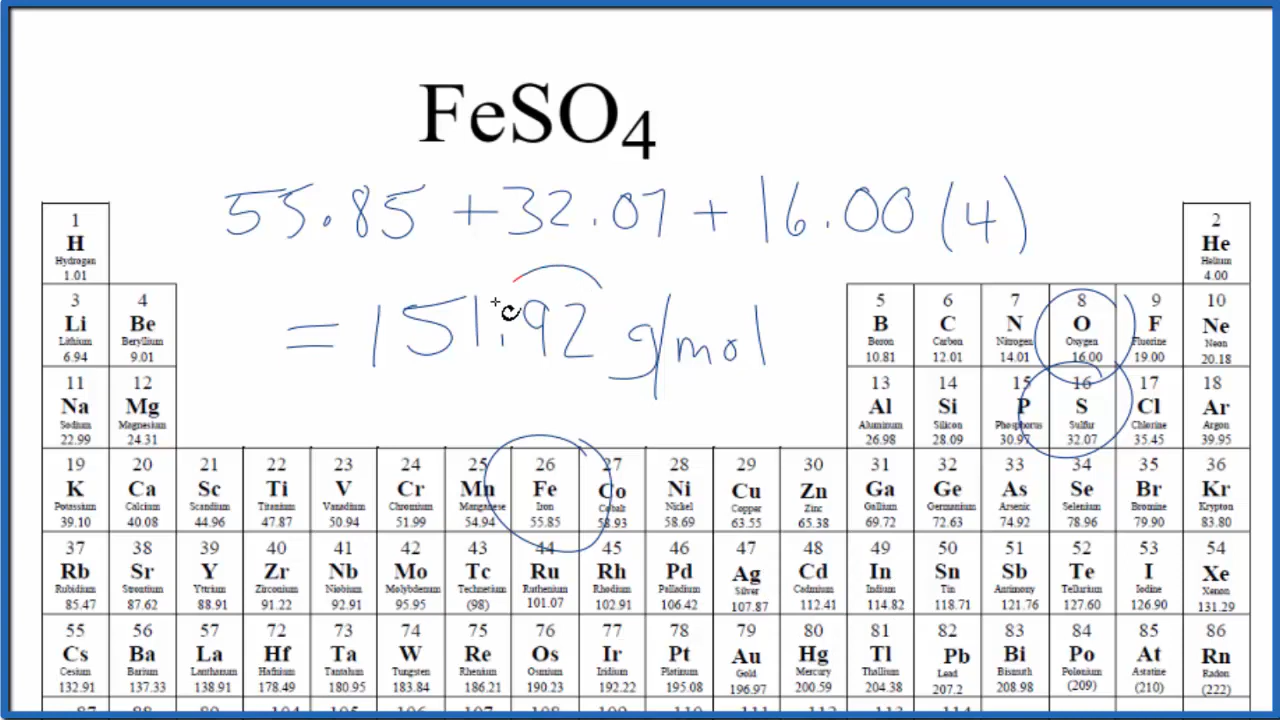 FeSO4
55.85 + 32.07 + 16.00 (4)
= 151.92 g/mol
1 2
H He
Hydrogen Helium
1.01 4.00
3 4 5 6 7 8 9 10
Li Be B C N O F Ne
Lithium Beryllium Boron Carbon Nitrogen Oxygen Fluorine Neon
6.94 9.01 10.81 12.01 14.01 16.00 19.00 20.18
11 12 13 14 15 16 17 18
Na Mg Al Si P S Cl Ar
Sodium Magnesium Aluminum Silicon Phosphorus Sulfur Chlorine Argon
22.99 24.31 26.98 28.09 30.97 32.07 35.45 39.95
19 20 21 22 23 24 25 26 27 28 29 30 31 32 33 34 35 36
K Ca Sc Ti V Cr Mn Fe Co Ni Cu Zn Ga Ge As Se Br Kr
Potassium Calcium Scandium Titanium Vanadium Chromium Manganese Iron Cobalt Nickel Copper Zinc Gallium Germanium Arsenic Selenium Bromine Krypton
39.10 40.08 44.96 47.87 50.94 51.99 54.94 55.85 58.93 58.69 63.55 65.38 69.72 72.63 74.92 78.96 79.90 83.80
37 38 39 40 41 42 43 44 45 46 47 48 49 50 51 52 53 54
Rb Sr Y Zr Nb Mo Tc Ru Rh Pd Ag Cd In Sn Sb Te I Xe
Rubidium Strontium Yttrium Zirconium Niobium Molybdenum Technetium Ruthenium Rhodium Palladium Silver Cadmium Indium Tin Antimony Tellurium Iodine Xenon
85.47 87.62 88.91 91.22 92.91 95.95 (98) 101.07 102.91 106.42 107.87 112.41 114.82 118.71 121.76 127.60 126.90 131.29
55 56 57 72 73 74 75 76 77 78 79 80 81 82 83 84 85 86
Cs Ba La Hf Ta W Re Os Ir Pt Au Hg Tl Pb Bi Po At Rn
Cesium Barium Lanthanum Hafnium Tantalum Tungsten Rhenium Osmium Iridium Platinum Gold Mercury Thallium Lead Bismuth Polonium Astatine Radon
132.91 137.33 138.91 178.49 180.95 183.84 186.21 190.23 192.22 195.08 196.97 200.59 204.38 207.2 208.98 (209) (210) (222)
87 88 89 104 105 106 107 108 109 110 111 112 113 114